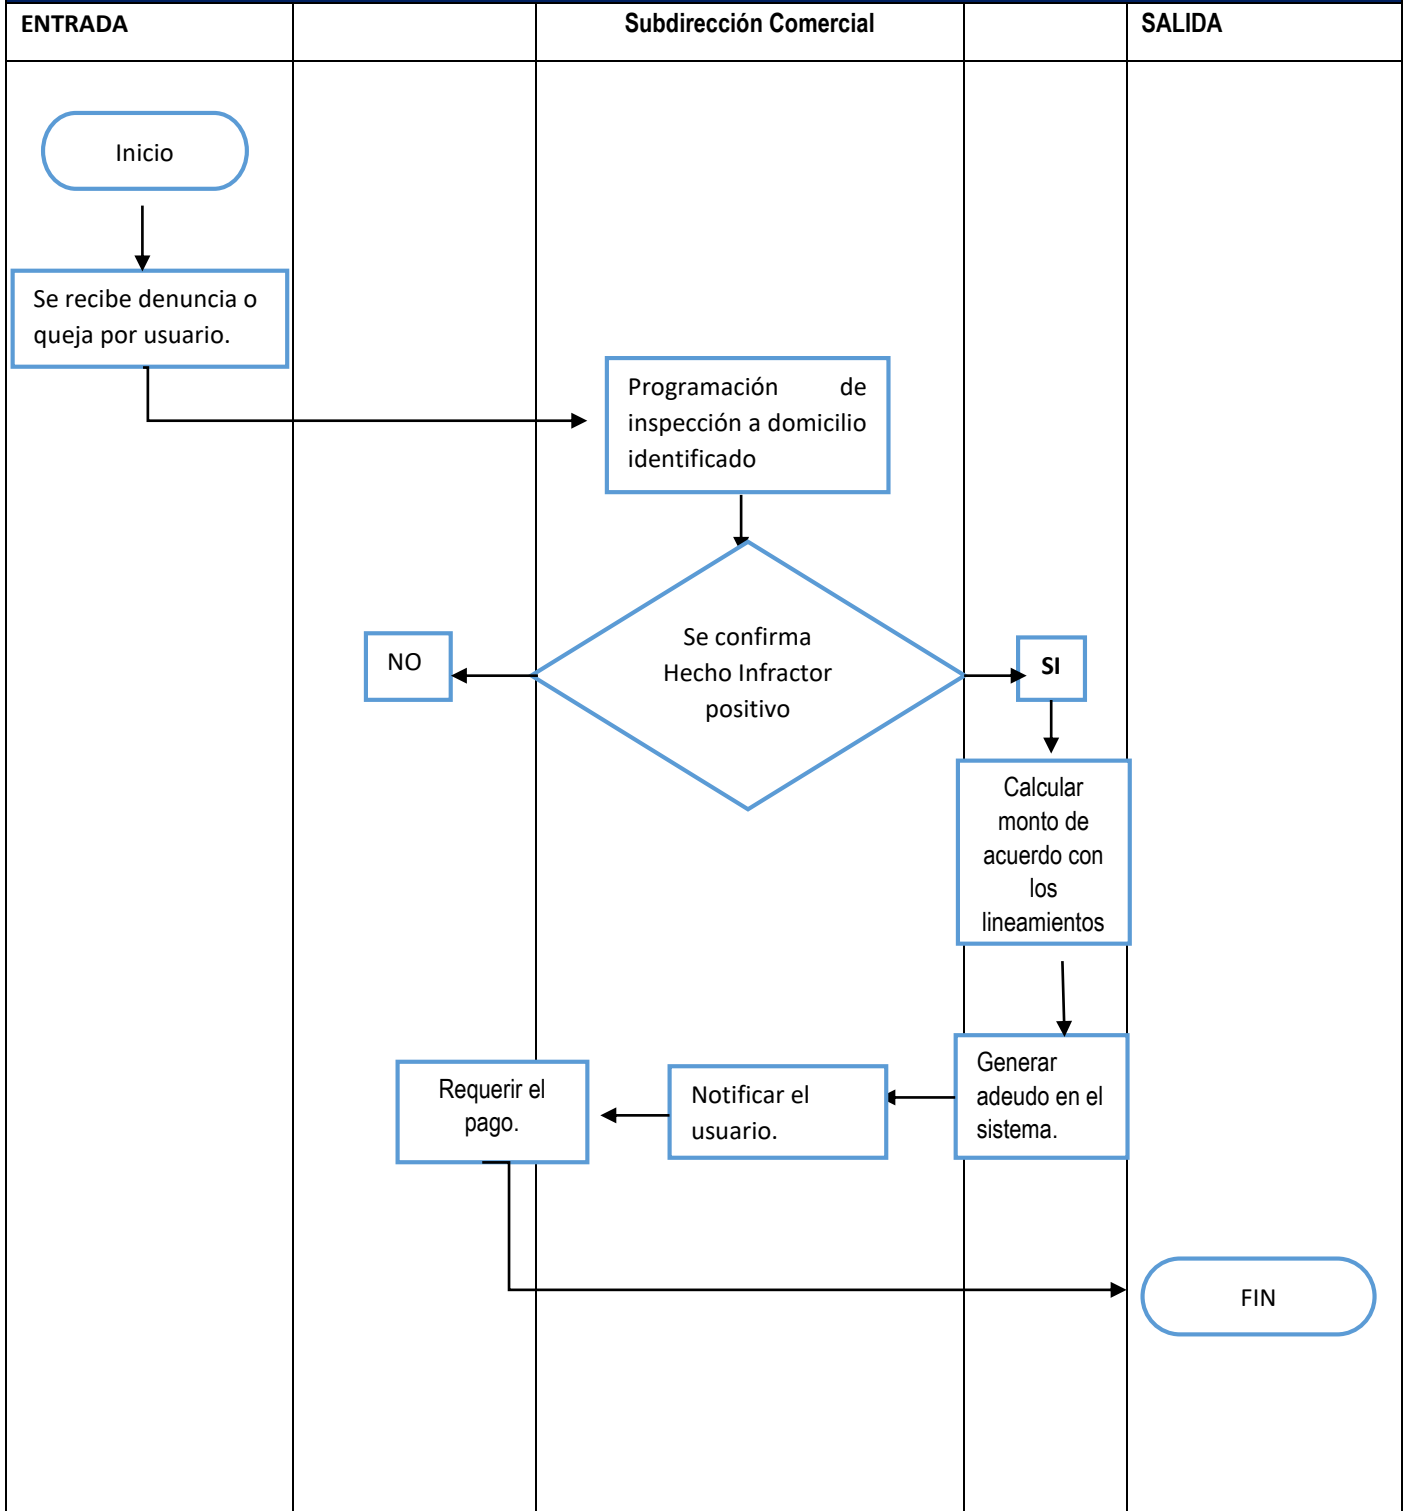 ENTRADA
Subdirección Comercial
SALIDA
Inicio
Se recibe denuncia o
queja por usuario.
Programación de
inspección a domicilio
identificado
Se confirma
Hecho Infractor
positivo
NO
SI
Calcular
monto de
acuerdo con
los
lineamientos
Generar
adeudo en el
sistema.
Notificar el
usuario.
Requerir el
pago.
FIN